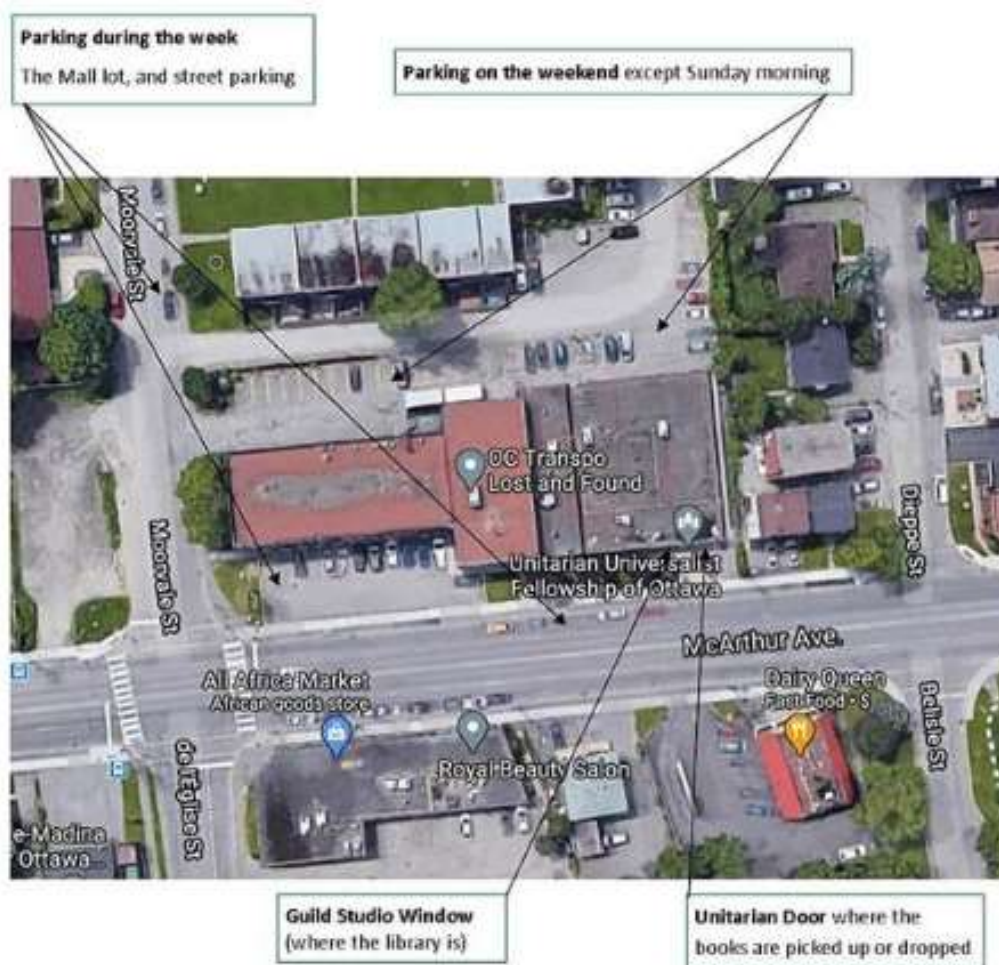 Parking during the week
The Mall lot, and street parking
Parking on the weekend except Sunday morning
Moorvale St
OC Transpo
Lost and Found
Unitarian Universalist
Fellowship of Ottawa
Dieppe St
Moorvale St
McArthur Ave.
All Africa Market
African goods store
Dairy Queen
Fast Food • $
Royal Beauty Salon
Belisle St
de l'Église St
e-Madina
Ottawa
Guild Studio Window
(where the library is)
Unitarian Door where the
books are picked up or dropped